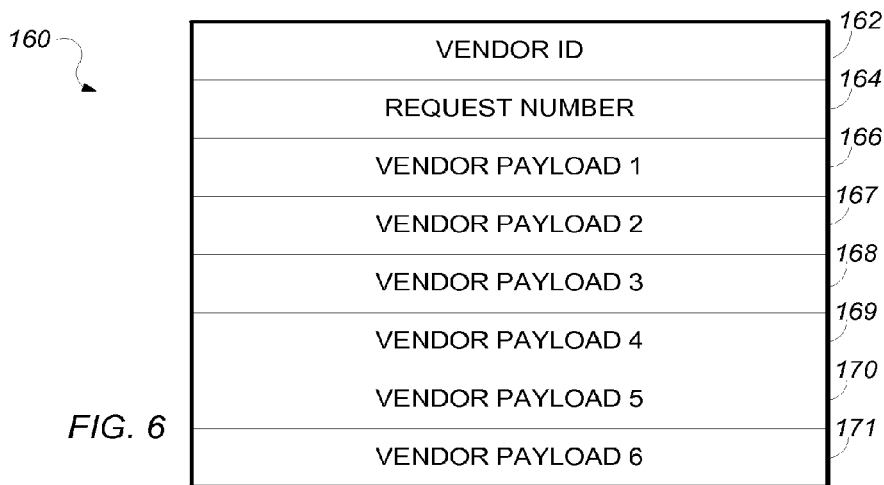 160
162
VENDOR ID
164
REQUEST NUMBER
166
VENDOR PAYLOAD 1
167
VENDOR PAYLOAD 2
168
VENDOR PAYLOAD 3
169
VENDOR PAYLOAD 4
170
VENDOR PAYLOAD 5
171
VENDOR PAYLOAD 6
FIG. 6